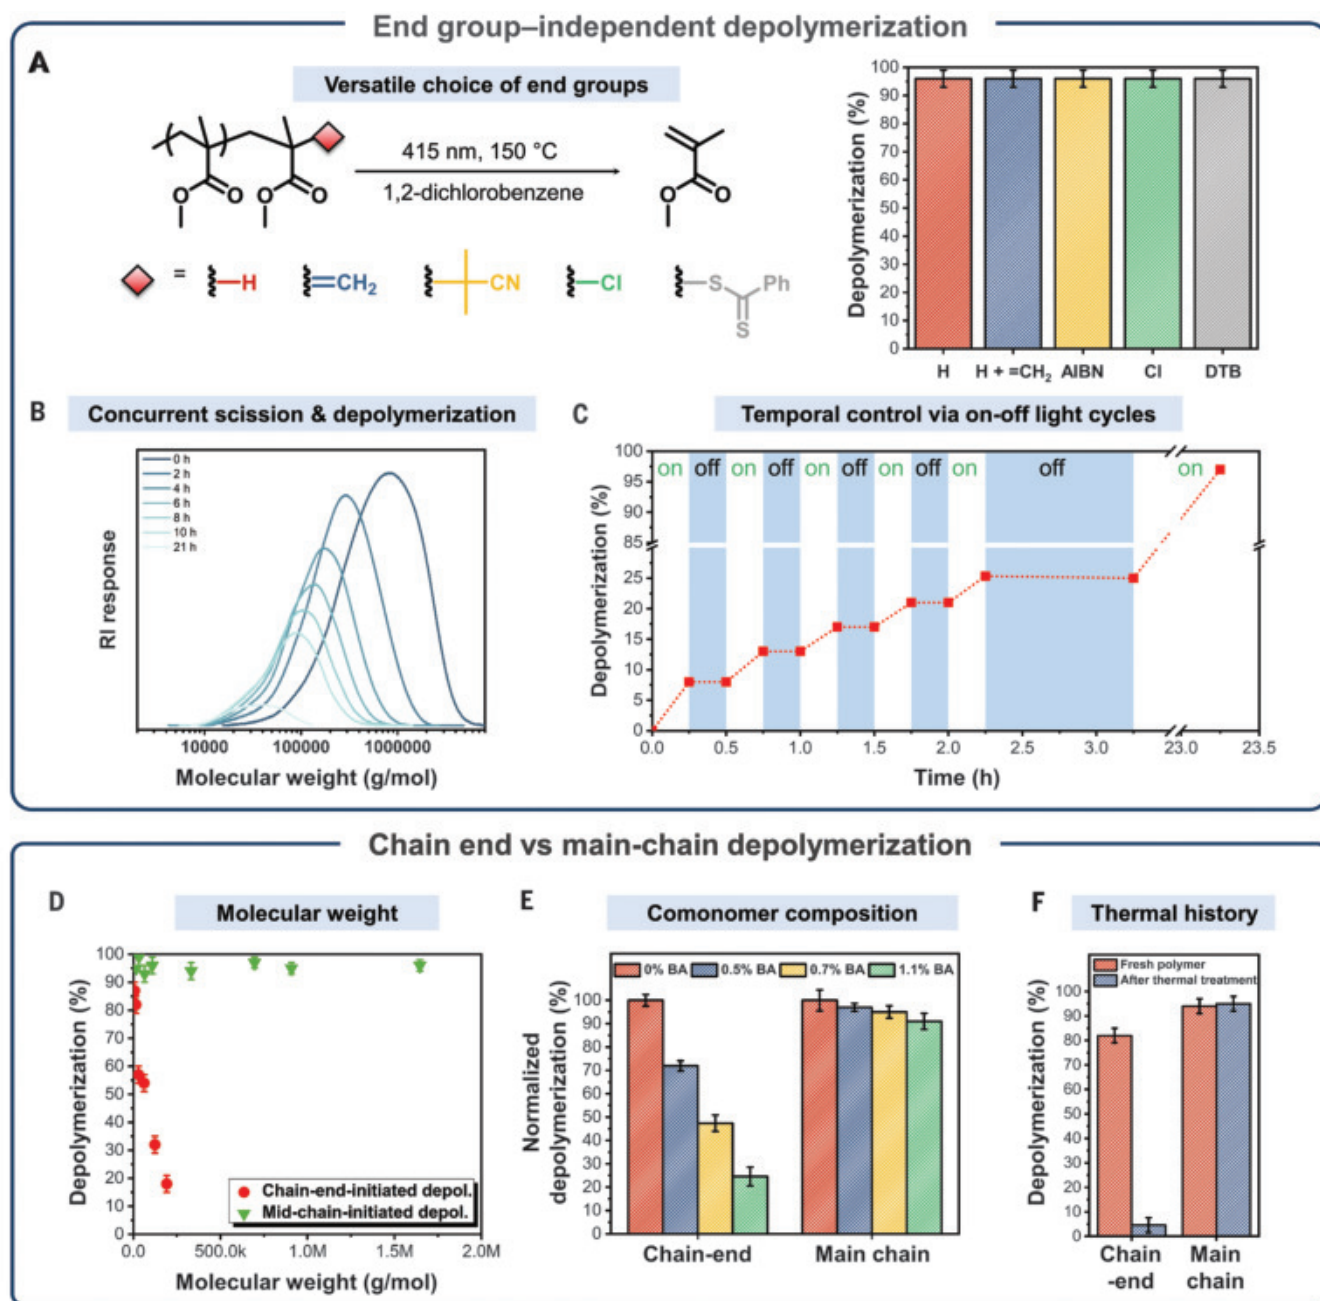 End group–independent depolymerization
A
Versatile choice of end groups
415 nm, 150 °C
1,2-dichlorobenzene
O
O
O
O
O
O
=
H
=CH2
CN
Cl
S
Ph
S
Depolymerization (%)
100
90
80
70
60
50
40
30
20
10
0
H
H + =CH2
AIBN
Cl
DTB
B
Concurrent scission & depolymerization
0 h
2 h
4 h
6 h
8 h
10 h
21 h
RI response
10000
100000
1000000
Molecular weight (g/mol)
C
Temporal control via on-off light cycles
on off on off on off on off on off on
Depolymerization (%)
100
95
90
85
25
20
15
10
5
0
0.0 0.5 1.0 1.5 2.0 2.5 3.0 23.0 23.5
Time (h)
Chain end vs main-chain depolymerization
D
Molecular weight
Depolymerization (%)
100
90
80
70
60
50
40
30
20
10
0
Chain-end-initiated depol.
Mid-chain-initiated depol.
0.0 500.0k 1.0M 1.5M 2.0M
Molecular weight (g/mol)
E
Comonomer composition
0% BA 0.5% BA 0.7% BA 1.1% BA
Normalized
depolymerization (%)
100
90
80
70
60
50
40
30
20
10
0
Chain-end
Main chain
F
Thermal history
Fresh polymer
After thermal treatment
Depolymerization (%)
100
90
80
70
60
50
40
30
20
10
0
Chain
-end
Main
chain